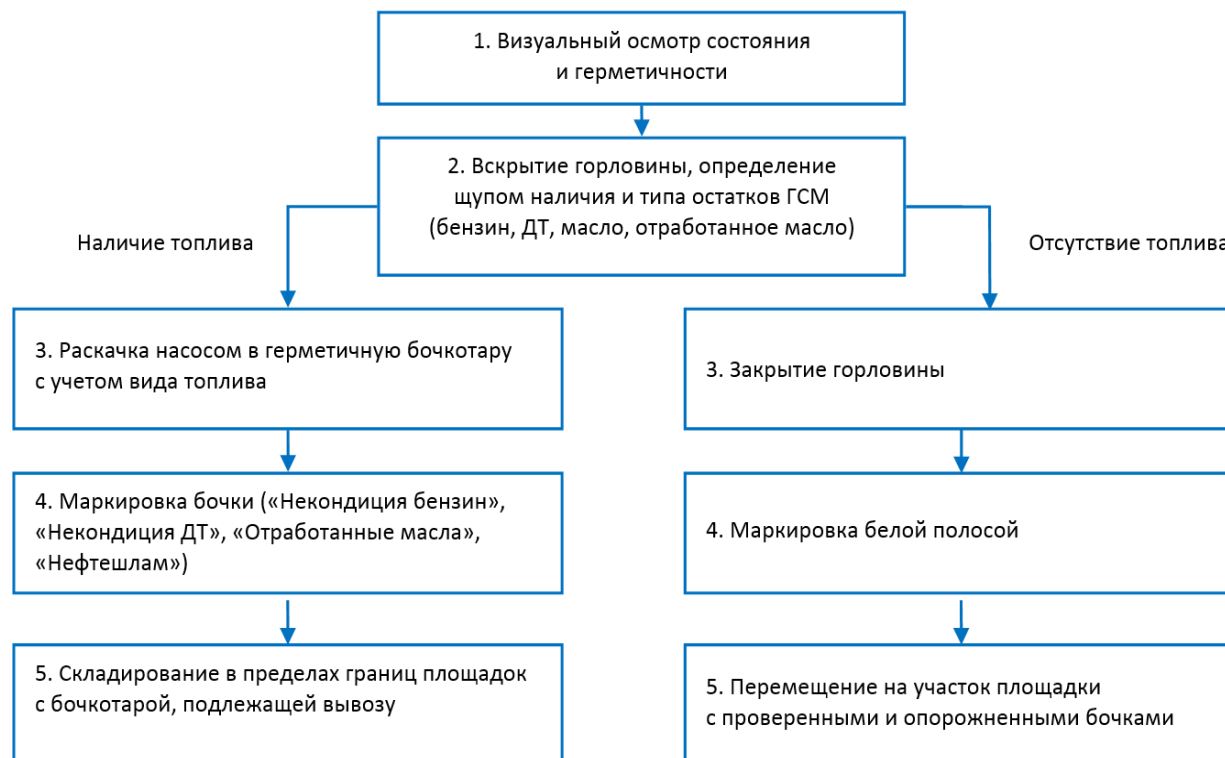 1. Визуальный осмотр состояния
и герметичности
2. Вскрытие горловины, определение
щупом наличия и типа остатков ГСМ
(бензин, ДТ, масло, отработанное масло)
Наличие топлива
Отсутствие топлива
3. Раскачка насосом в герметичную бочкотару
с учетом вида топлива
3. Закрытие горловины
4. Маркировка бочки («Некондиция бензин»,
«Некондиция ДТ», «Отработанные масла»,
«Нефтешлам»)
4. Маркировка белой полосой
5. Складирование в пределах границ площадок
с бочкотарой, подлежащей вывозу
5. Перемещение на участок площадки
с проверенными и опорожненными бочками